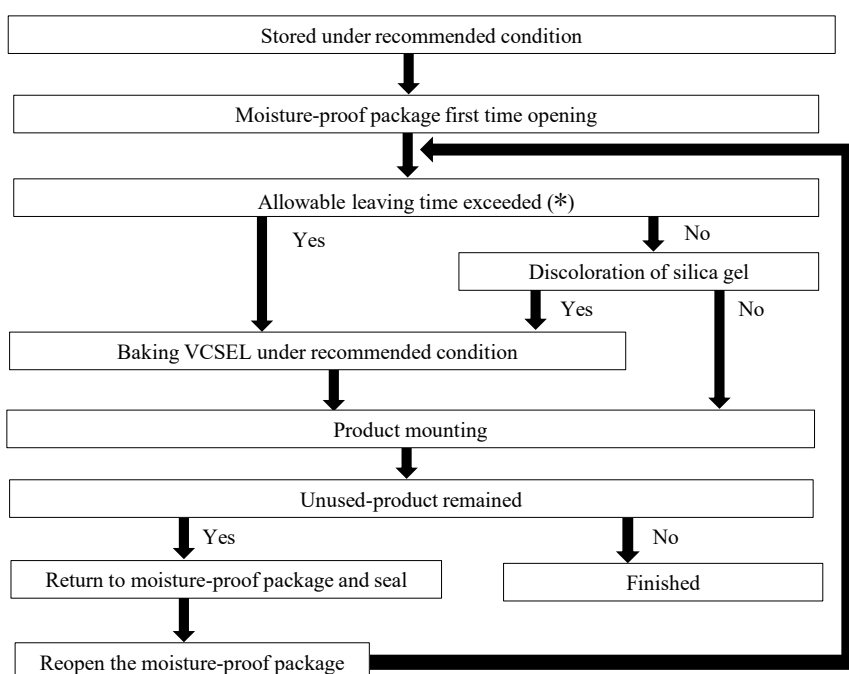 Stored under recommended condition
Moisture-proof package first time opening
Allowable leaving time exceeded (*)
Yes
No
Discoloration of silica gel
Yes
No
Baking VCSEL under recommended condition
Product mounting
Unused-product remained
Yes
No
Return to moisture-proof package and seal
Finished
Reopen the moisture-proof package